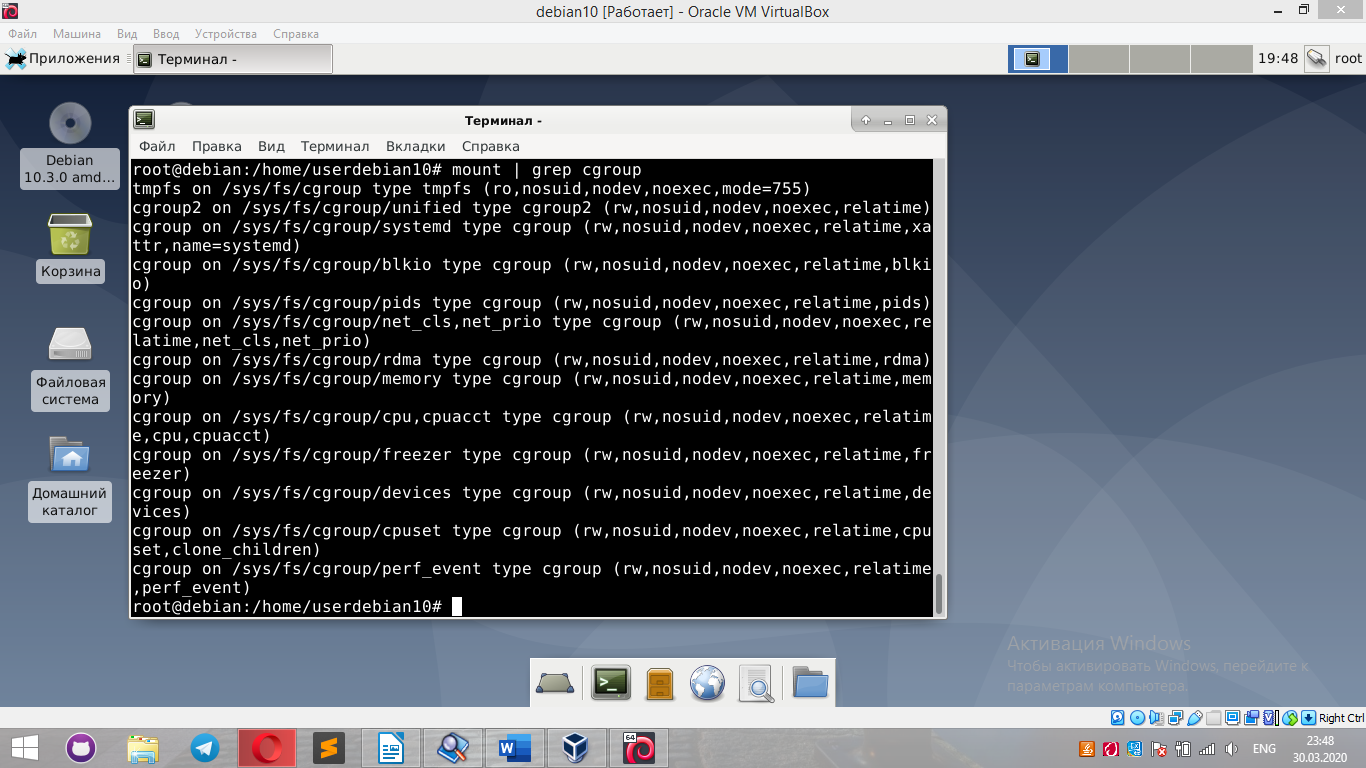 debian10 [Работает] - Oracle VM VirtualBox
Файл Машина Вид Ввод Устройства Справка
Приложения Терминал - 19:48 root
Терминал -
Файл Правка Вид Терминал Вкладки Справка
root@debian:/home/userdebian10# mount | grep cgroup
tmpfs on /sys/fs/cgroup type tmpfs (ro,nosuid,nodev,noexec,mode=755)
cgroup2 on /sys/fs/cgroup/unified type cgroup2 (rw,nosuid,nodev,noexec,relatime)
cgroup on /sys/fs/cgroup/systemd type cgroup (rw,nosuid,nodev,noexec,relatime,xa
ttr,name=systemd)
cgroup on /sys/fs/cgroup/blkio type cgroup (rw,nosuid,nodev,noexec,relatime,blki
o)
cgroup on /sys/fs/cgroup/pids type cgroup (rw,nosuid,nodev,noexec,relatime,pids)
cgroup on /sys/fs/cgroup/net_cls,net_prio type cgroup (rw,nosuid,nodev,noexec,re
latime,net_cls,net_prio)
cgroup on /sys/fs/cgroup/rdma type cgroup (rw,nosuid,nodev,noexec,relatime,rdma)
cgroup on /sys/fs/cgroup/memory type cgroup (rw,nosuid,nodev,noexec,relatime,mem
ory)
cgroup on /sys/fs/cgroup/cpu,cpuacct type cgroup (rw,nosuid,nodev,noexec,relatim
e,cpu,cpuacct)
cgroup on /sys/fs/cgroup/freezer type cgroup (rw,nosuid,nodev,noexec,relatime,fr
eezer)
cgroup on /sys/fs/cgroup/devices type cgroup (rw,nosuid,nodev,noexec,relatime,de
vices)
cgroup on /sys/fs/cgroup/cpuset type cgroup (rw,nosuid,nodev,noexec,relatime,cpu
set,clone_children)
cgroup on /sys/fs/cgroup/perf_event type cgroup (rw,nosuid,nodev,noexec,relatime
,perf_event)
root@debian:/home/userdebian10#
Debian
10.3.0 amd...
Корзина
Файловая
система
Домашний
каталог
Активация Windows
Чтобы активировать Windows, перейдите к
параметрам компьютера.
Right Ctrl
64
ENG
23:48
30.03.2020